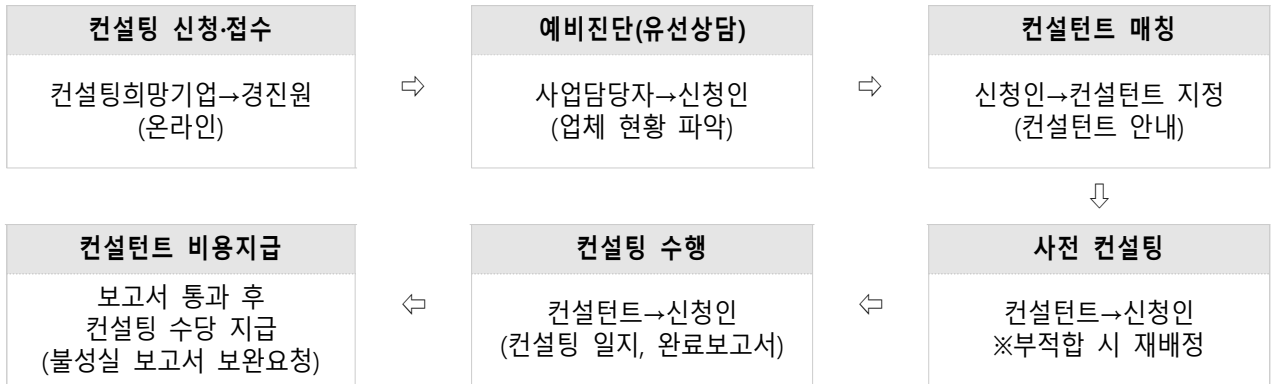 컨설팅 신청·접수
컨설팅희망기업→경진원
(온라인)
⇨
예비진단(유선상담)
사업담당자→신청인
(업체 현황 파악)
⇨
컨설턴트 매칭
신청인→컨설턴트 지정
(컨설턴트 안내)
⇩
사전 컨설팅
컨설턴트→신청인
※부적합 시 재배정
⇦
컨설팅 수행
컨설턴트→신청인
(컨설팅 일지, 완료보고서)
⇦
컨설턴트 비용지급
보고서 통과 후
컨설팅 수당 지급
(불성실 보고서 보완요청)